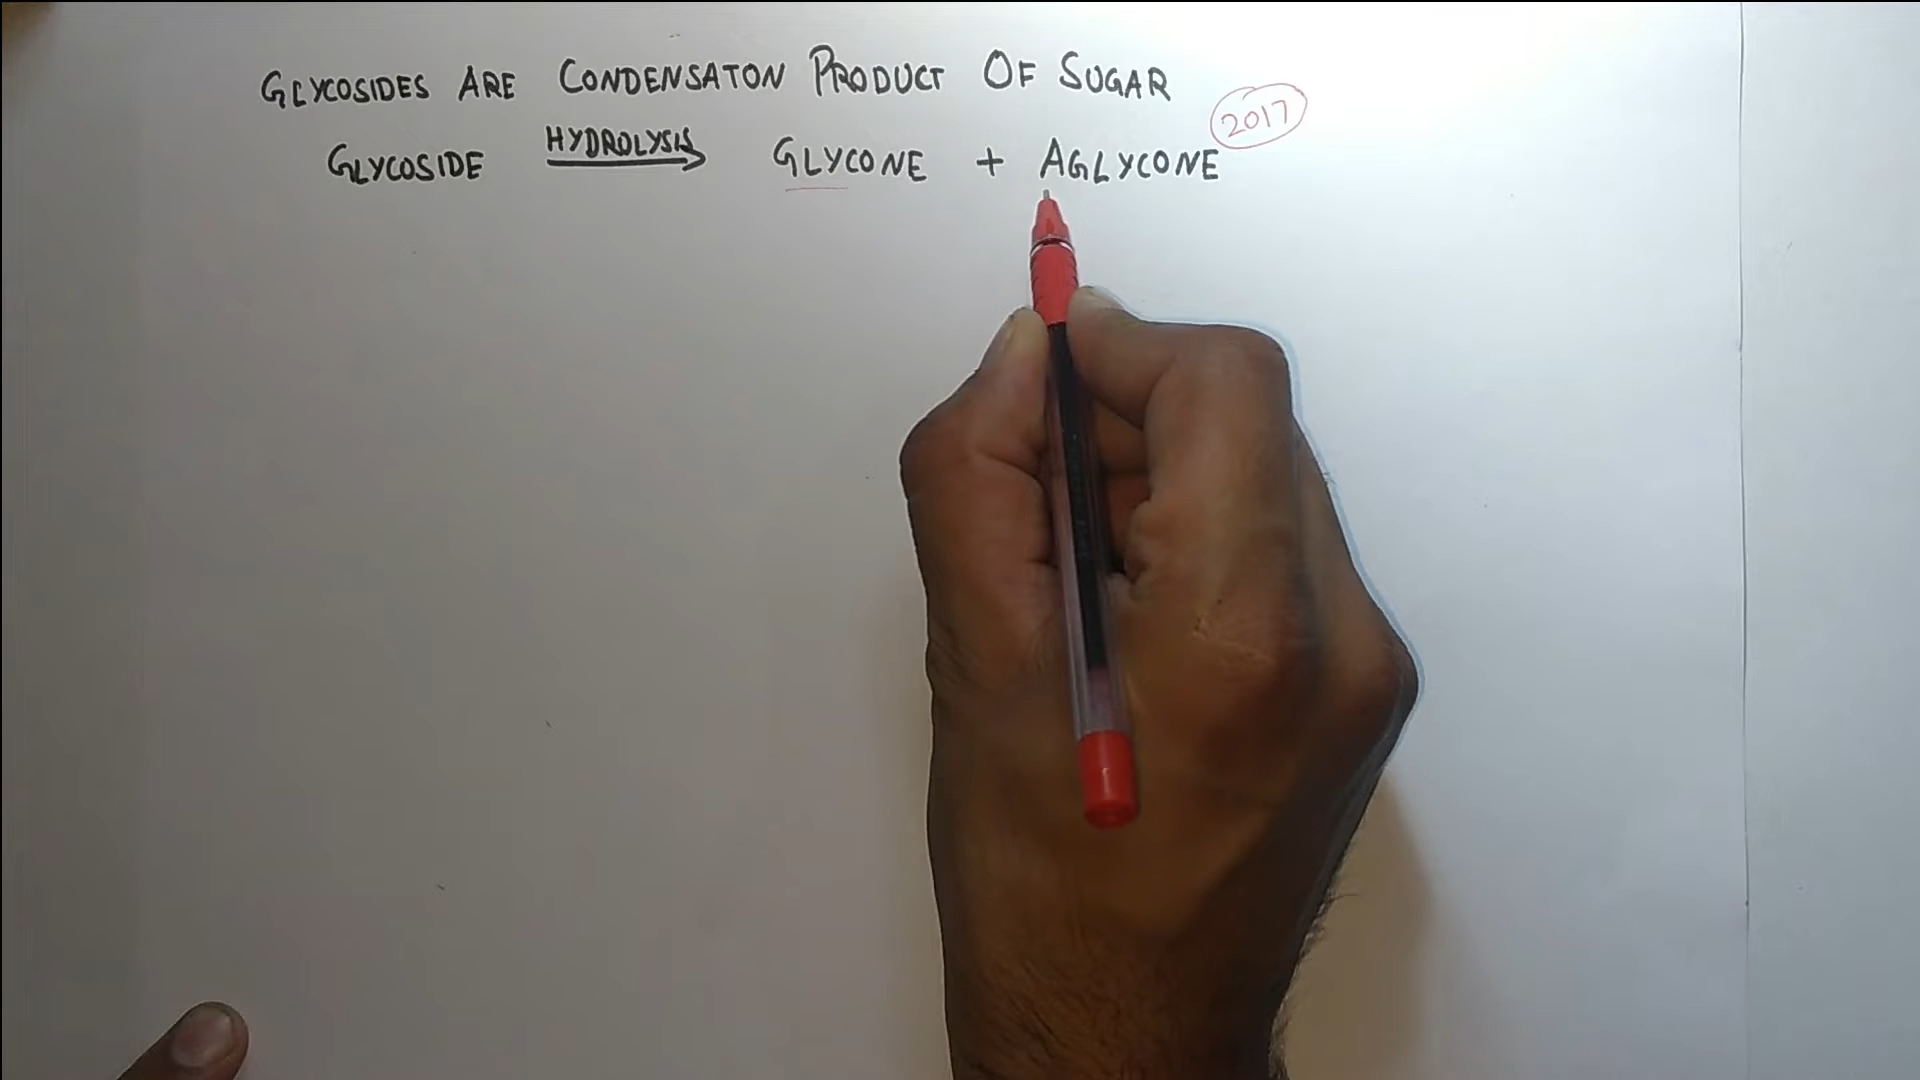 GLYCOSIDES ARE CONDENSATON PRODUCT OF SUGAR
2017
GLYCOSIDE HYDROLYSIS GLYCONE + AGLYCONE